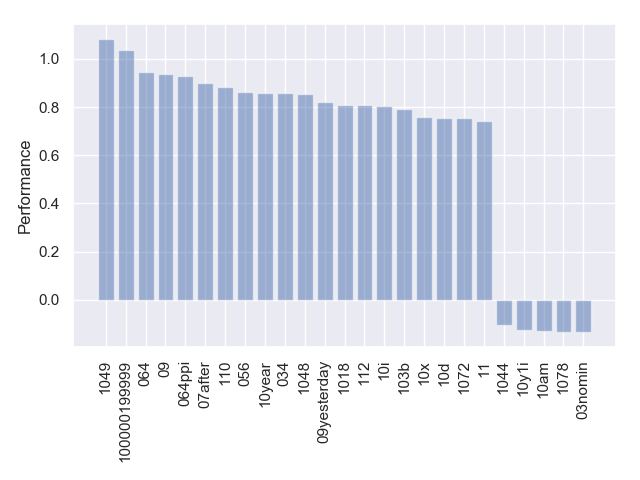 1.0
0.8
0.6
0.4
0.2
0.0
Performance
1049
100000199999
064
09
064ppi
07after
110
056
10year
034
1048
09yesterday
1018
112
10i
103b
10x
10d
1072
11
1044
10y1i
10am
1078
03nomin